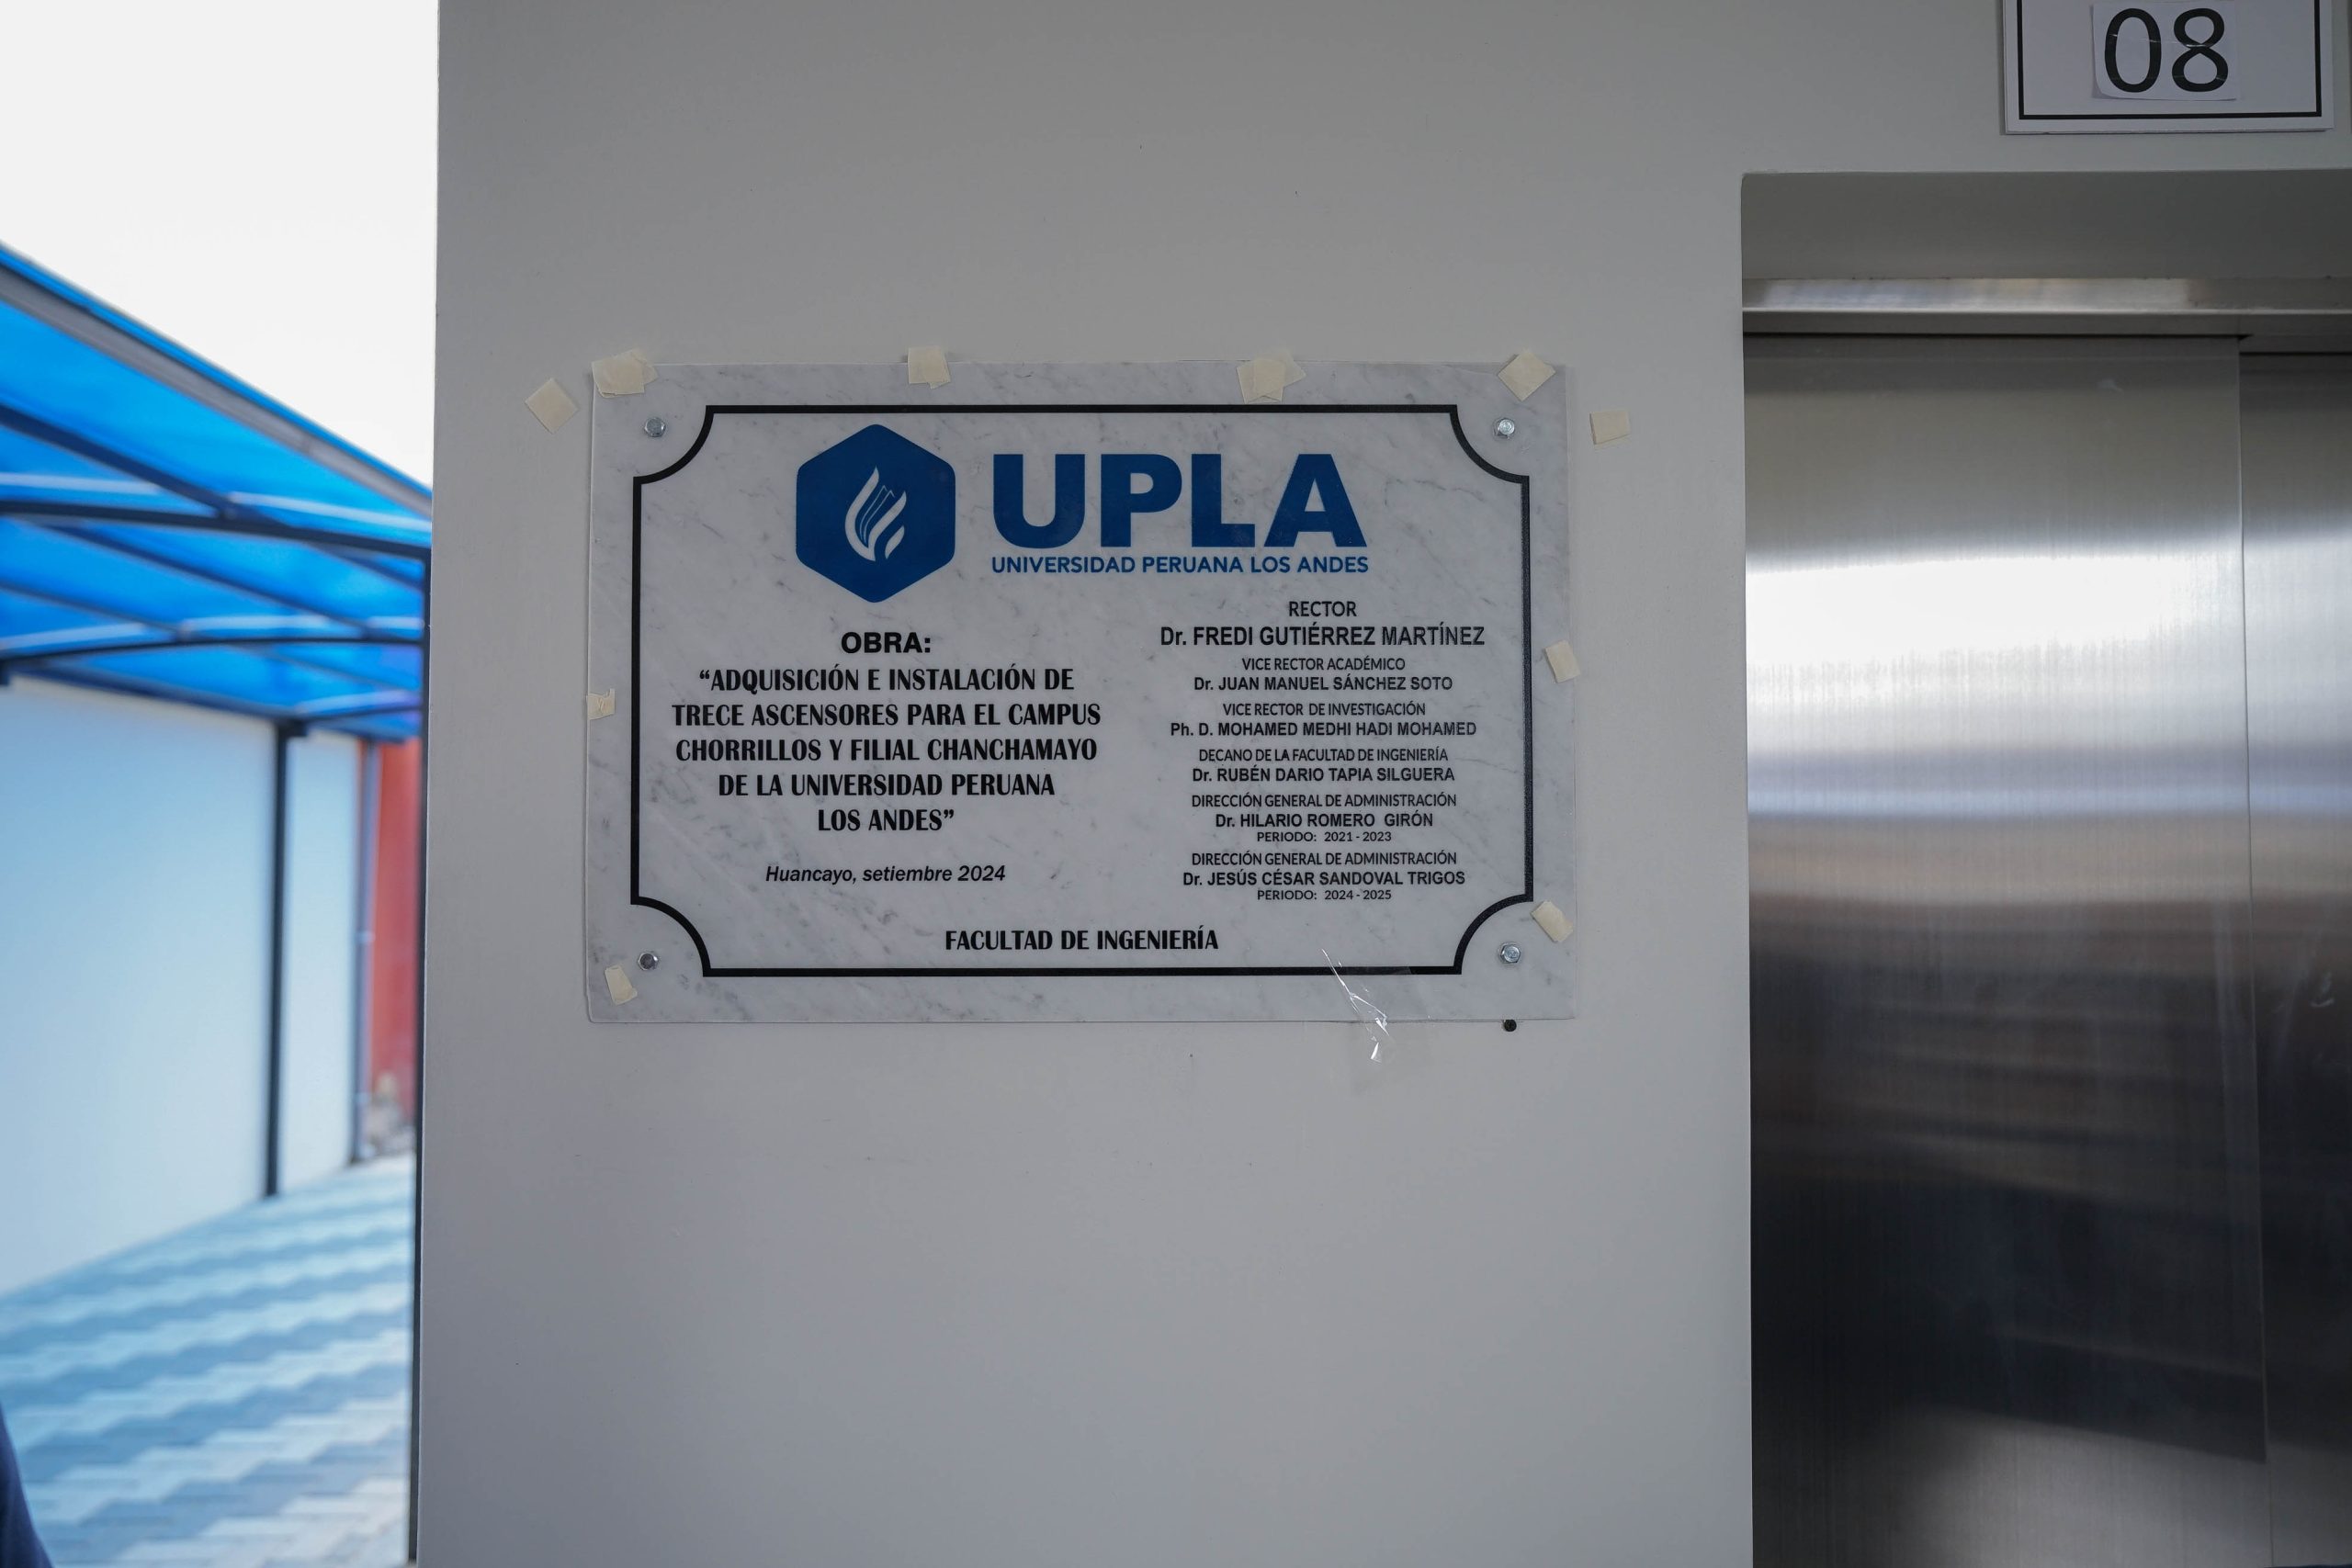 08
UPLA
UNIVERSIDAD PERUANA LOS ANDES
OBRA:
“ADQUISICIÓN E INSTALACIÓN DE
TRECE ASCENSORES PARA EL CAMPUS
CHORRILLOS Y FILIAL CHANCHAMAYO
DE LA UNIVERSIDAD PERUANA
LOS ANDES”
Huancayo, setiembre 2024
RECTOR
Dr. FREDI GUTIÉRREZ MARTÍNEZ
VICE RECTOR ACADÉMICO
Dr. JUAN MANUEL SÁNCHEZ SOTO
VICE RECTOR DE INVESTIGACIÓN
Ph. D. MOHAMED MEDHI HADI MOHAMED
DECANO DE LA FACULTAD DE INGENIERÍA
Dr. RUBÉN DARIO TAPIA SILGUERA
DIRECCIÓN GENERAL DE ADMINISTRACIÓN
Dr. HILARIO ROMERO GIRÓN
PERIODO: 2021 - 2023
DIRECCIÓN GENERAL DE ADMINISTRACIÓN
Dr. JESÚS CÉSAR SANDOVAL TRIGOS
PERIODO: 2024 - 2025
FACULTAD DE INGENIERÍA